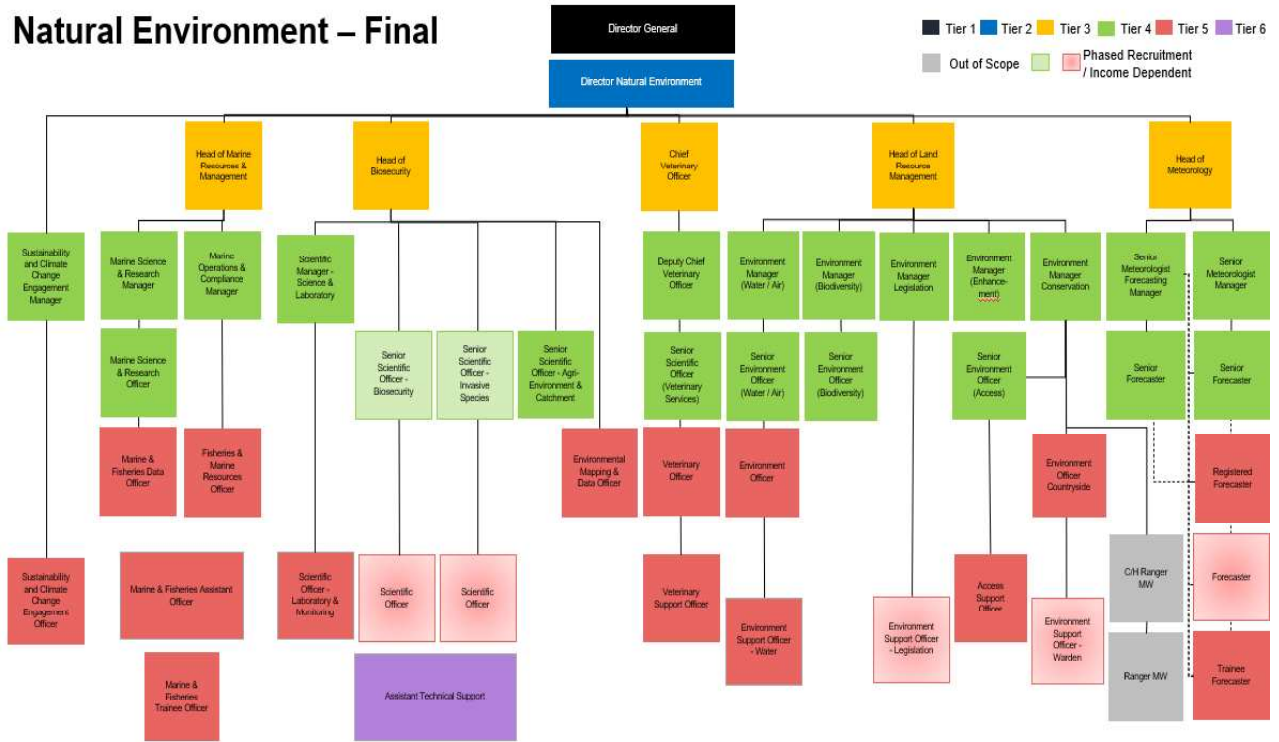 Natural Environment – Final
Director General
Director Natural Environment
Tier 1
Tier 2
Tier 3
Tier 4
Tier 5
Tier 6
Out of Scope
Phased Recruitment
/ Income Dependent
Head of Marine
Resources &
Management
Head of
Biosecurity
Chief
Veterinary
Officer
Head of Land
Resource
Management
Head of
Meteorology
Sustainability
and Climate
Change
Engagement
Manager
Marine Science
& Research
Manager
Marine
Operations &
Compliance
Manager
Scientific
Manager -
Science &
Laboratory
Deputy Chief
Veterinary
Officer
Environment
Manager
(Water / Air)
Environment
Manager
(Biodiversity)
Environment
Manager
Legislation
Environment
Manager
(Enhance-
ment)
Environment
Manager
Conservation
Senior
Meteorologist
Forecasting
Manager
Senior
Meteorologist
Manager
Marine Science
& Research
Officer
Senior
Scientific
Officer -
Biosecurity
Senior
Scientific
Officer -
Invasive
Species
Senior
Scientific
Officer - Agri-
Environment &
Catchment
Senior
Scientific
Officer
(Veterinary
Services)
Senior
Environment
Officer
(Water / Air)
Senior
Environment
Officer
(Biodiversity)
Senior
Environment
Officer
(Access)
Senior
Forecaster
Senior
Forecaster
Marine &
Fisheries Data
Officer
Fisheries &
Marine
Resources
Officer
Environmental
Mapping &
Data Officer
Veterinary
Officer
Environment
Officer
Environment
Officer
Countryside
Registered
Forecaster
Sustainability
and Climate
Change
Engagement
Officer
Marine & Fisheries Assistant
Officer
Scientific
Officer -
Laboratory &
Monitoring
Scientific
Officer
Scientific
Officer
Veterinary
Support Officer
Environment
Support Officer
- Water
Environment
Support Officer
- Legislation
Access
Support
Officer
Environment
Support
Officer -
Warden
C/H Ranger
MW
Forecaster
Marine &
Fisheries
Trainee Officer
Assistant Technical Support
Ranger MW
Trainee
Forecaster